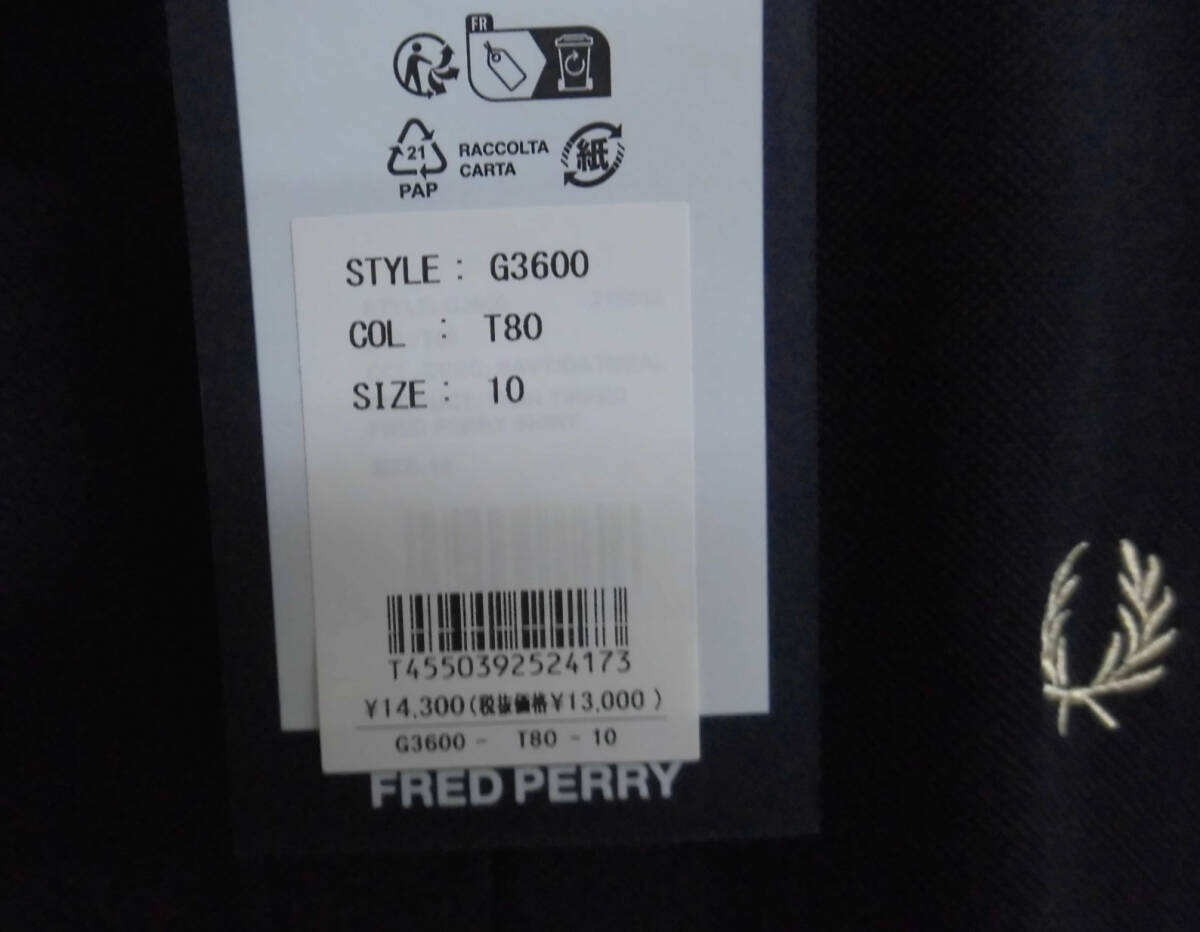 FR
21
PAP
RACCOLTA
CARTA
紙
STYLE : G3600
COL : T80
SIZE : 10
T4550392524173
¥14,300(税抜価格¥13,000 )
G3600 - T80 - 10
FRED PERRY